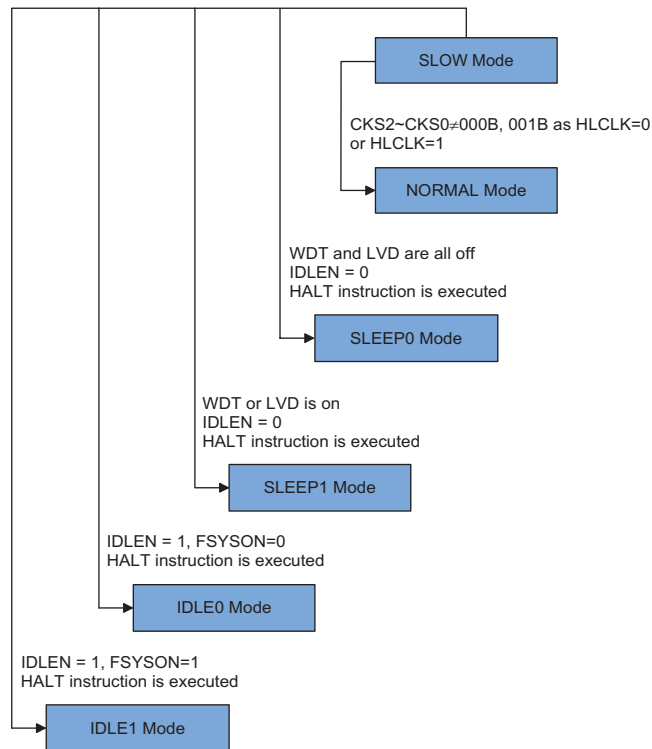 SLOW Mode
CKS2~CKS0≠000B, 001B as HLCLK=0
or HLCLK=1
NORMAL Mode
WDT and LVD are all off
IDLEN = 0
HALT instruction is executed
SLEEP0 Mode
WDT or LVD is on
IDLEN = 0
HALT instruction is executed
SLEEP1 Mode
IDLEN = 1, FSYSON=0
HALT instruction is executed
IDLE0 Mode
IDLEN = 1, FSYSON=1
HALT instruction is executed
IDLE1 Mode